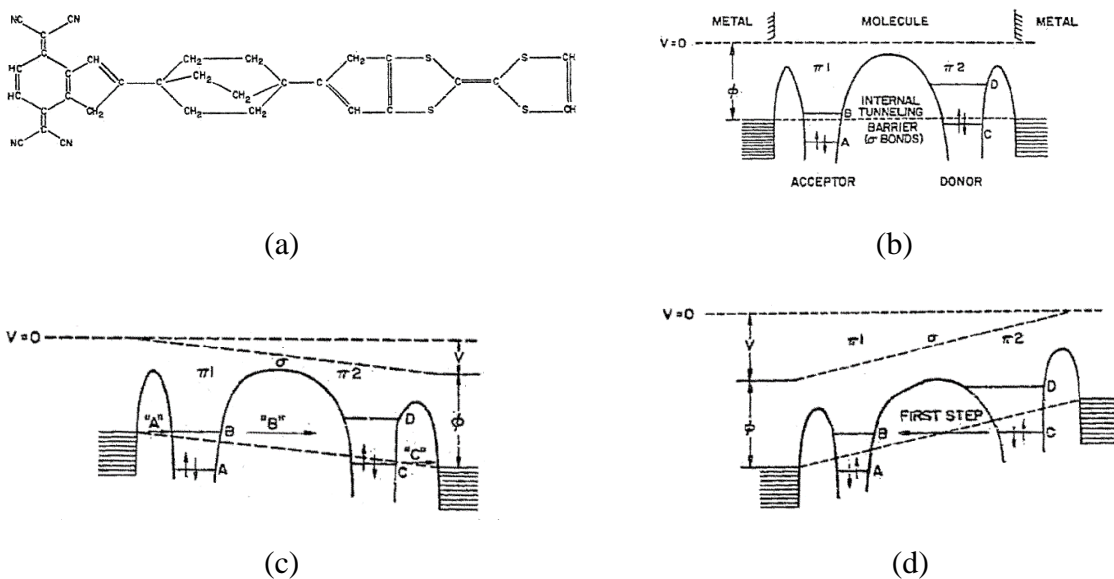 NC CN
HC
HC
NC CN
CH
CH₂
C
CH₂ CH₂
CH₂
CH₂
CH₂ CH₂
C
CH₂ S S CH
CH S S CH
(a)
METAL MOLECULE METAL
V=0
π1 π2
ϕ
D
B INTERNAL TUNNELING
BARRIER (σ BONDS)
A
C
ACCEPTOR DONOR
(b)
V=0
V
σ
π1 π2
"A" B "B" D
ϕ
"C"
A C
(c)
V=0
V
π1 σ π2
D
ϕ
B FIRST STEP C
A
(d)